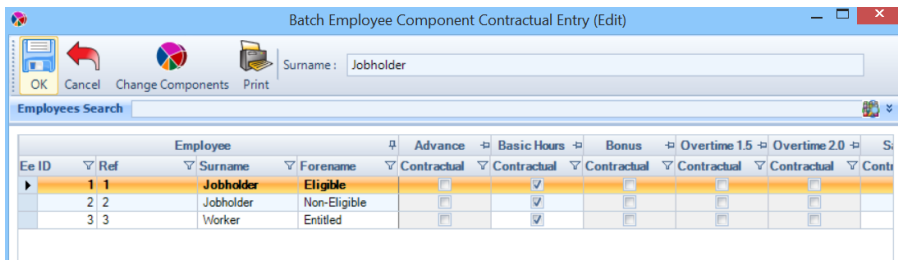 Batch Employee Component Contractual Entry (Edit)
Surname : Jobholder
OK Cancel Change Components Print
Employees Search
Employee Advance Basic Hours Bonus Overtime 1.5 Overtime 2.0
Ee ID Ref Surname Forename Contractual Contractual Contractual Contractual Contractual
1 1 Jobholder Eligible
2 2 Jobholder Non-Eligible
3 3 Worker Entitled